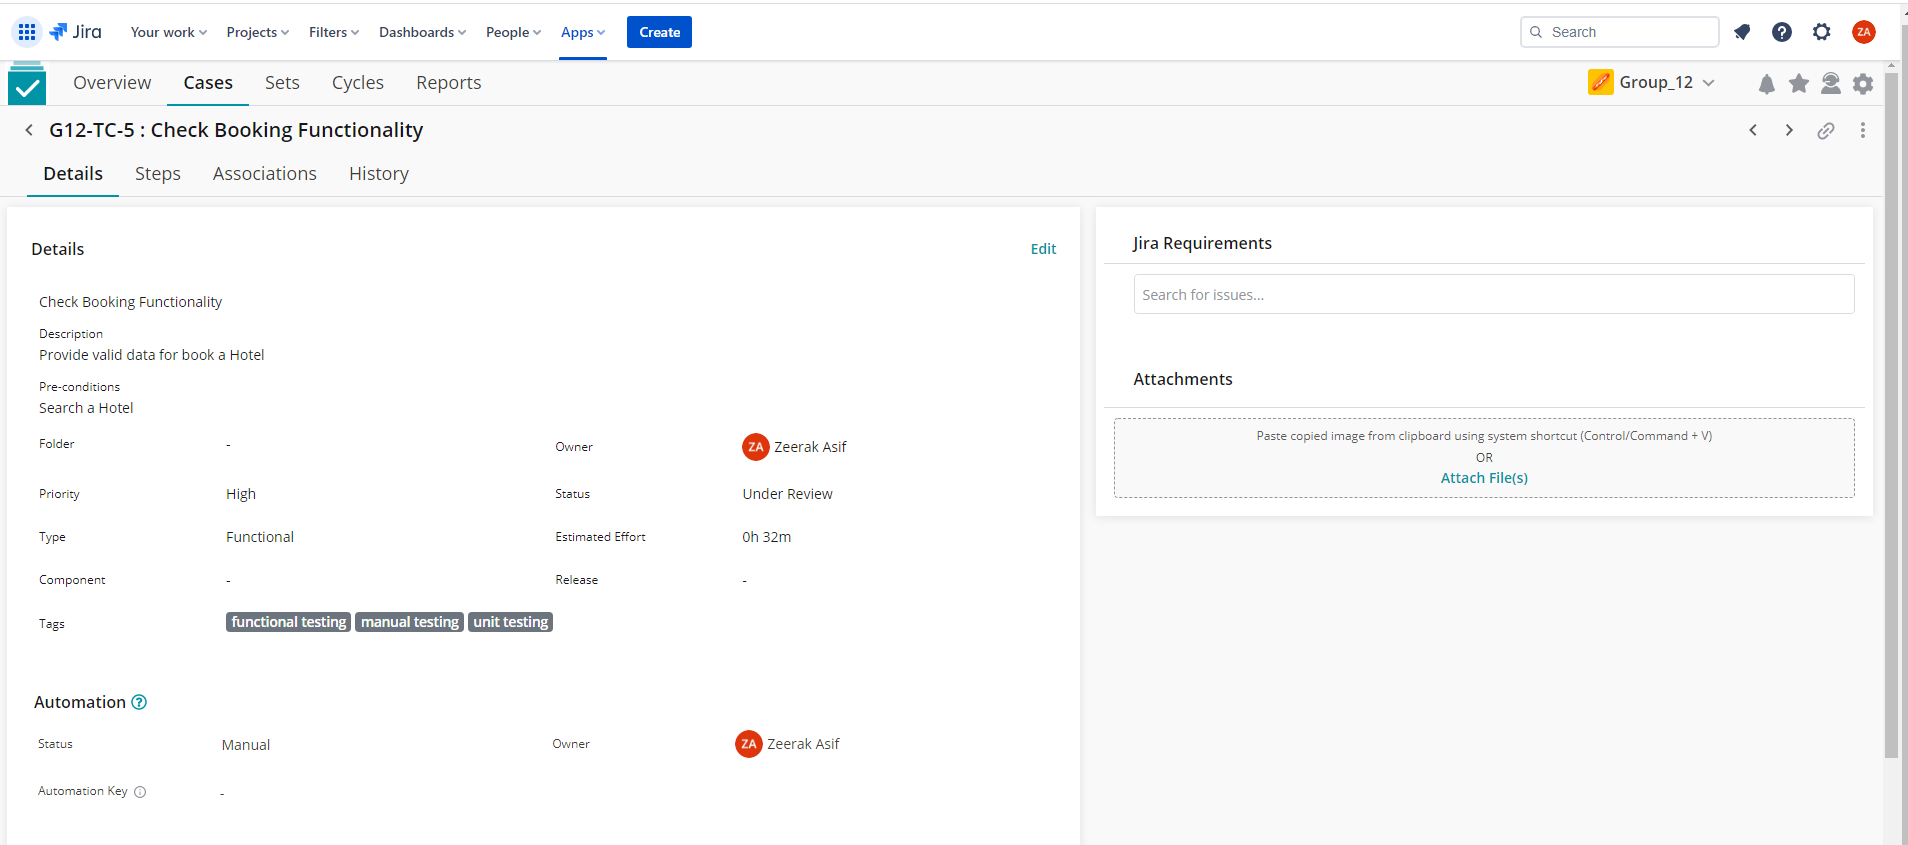 Jira Your work Projects Filters Dashboards People Apps Create Search ZA
Overview Cases Sets Cycles Reports Group_12
G12-TC-5 : Check Booking Functionality
Details Steps Associations History
Details Edit
Check Booking Functionality
Description
Provide valid data for book a Hotel
Pre-conditions
Search a Hotel
Folder - Owner ZA Zeerak Asif
Priority High Status Under Review
Type Functional Estimated Effort 0h 32m
Component - Release -
Tags functional testing manual testing unit testing
Automation ?
Status Manual Owner ZA Zeerak Asif
Automation Key -
Jira Requirements
Search for issues...
Attachments
Paste copied image from clipboard using system shortcut (Control/Command + V)
OR
Attach File(s)